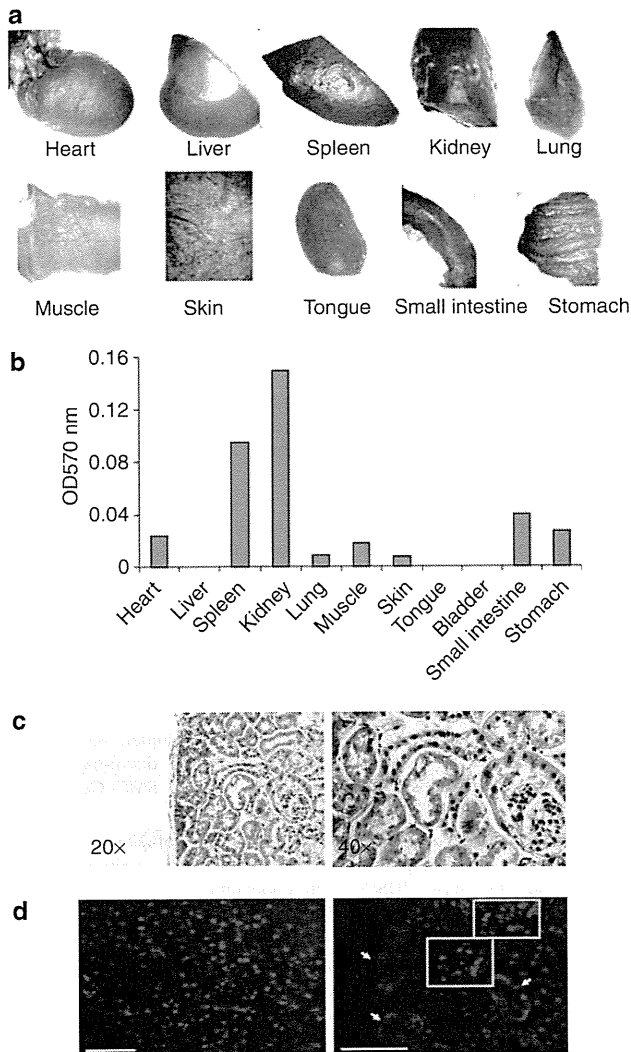 a
Heart Liver Spleen Kidney Lung
Muscle Skin Tongue Small intestine Stomach
b
0.16
0.12
0.08
0.04
0
OD570 nm
Heart
Liver
Spleen
Kidney
Lung
Muscle
Skin
Tongue
Bladder
Small intestine
Stomach
c
20×
40×
d